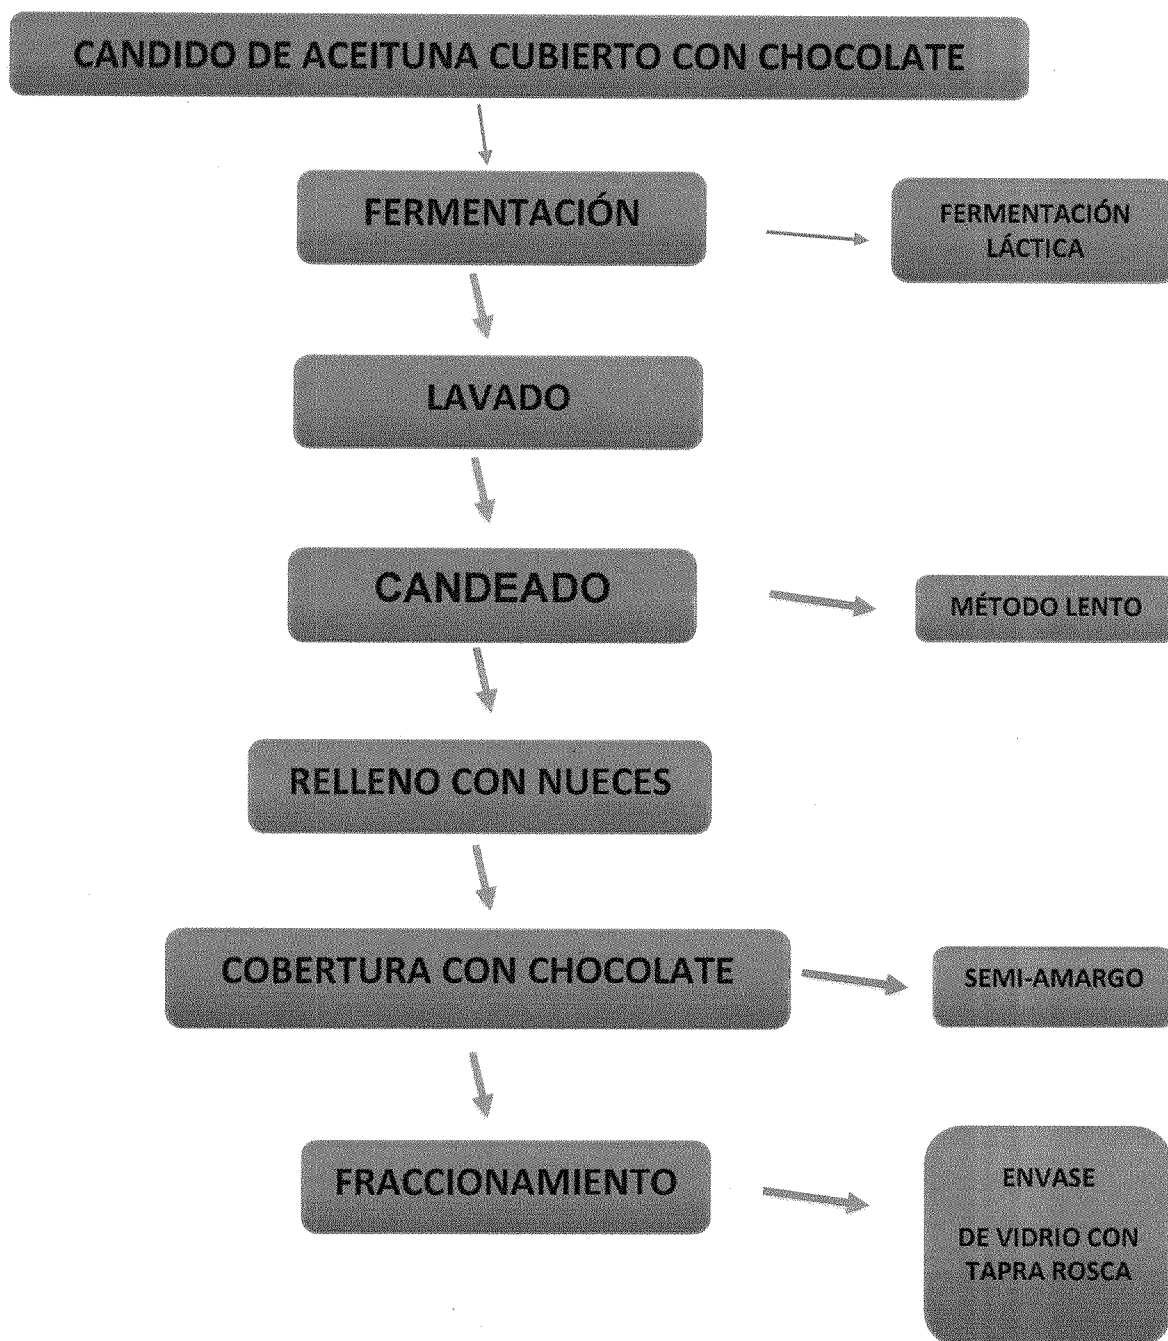 CANDIDO DE ACEITUNA CUBIERTO CON CHOCOLATE
FERMENTACIÓN
FERMENTACIÓN
LÁCTICA
LAVADO
CANDEADO
MÉTODO LENTO
RELLENO CON NUECES
COBERTURA CON CHOCOLATE
SEMI-AMARGO
FRACCIONAMIENTO
ENVASE
DE VIDRIO CON
TAPRA ROSCA